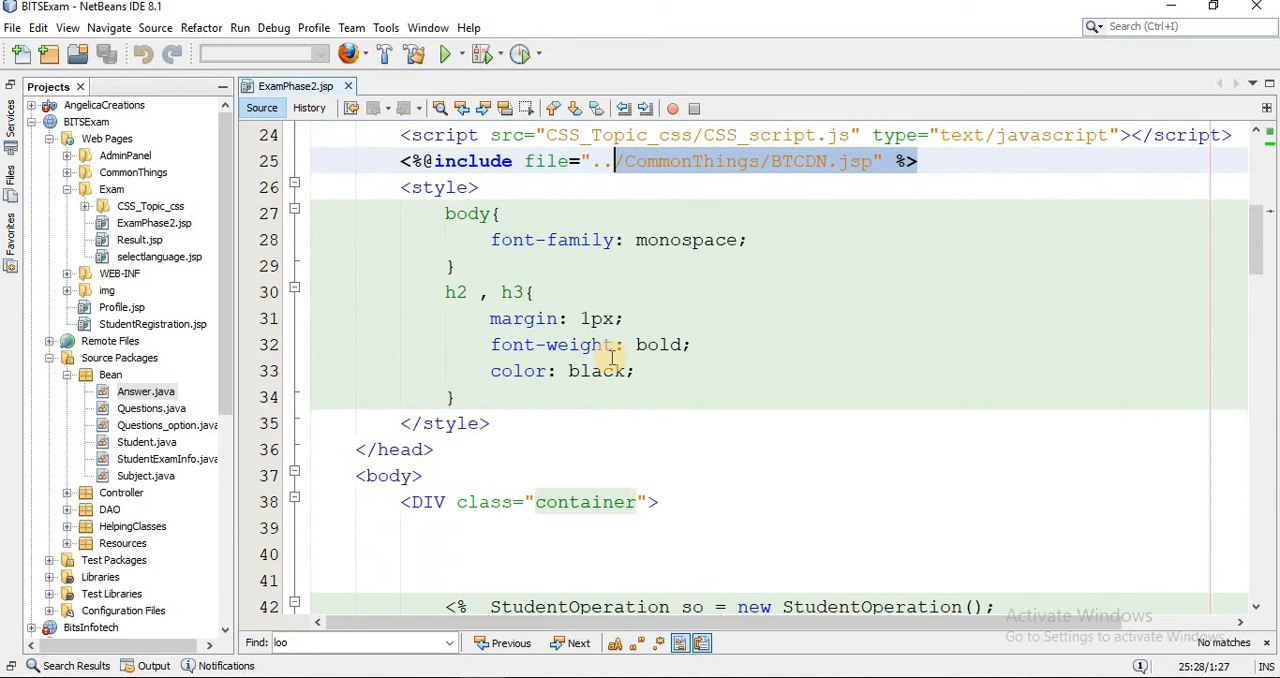 BITSExam - NetBeans IDE 8.1
File Edit View Navigate Source Refactor Run Debug Profile Team Tools Window Help
Search (Ctrl+I)
Projects
ExamPhase2.jsp
Source History
Services
Files
Favorites
AngelicaCreations
BITSExam
Web Pages
AdminPanel
CommonThings
Exam
CSS_Topic_css
ExamPhase2.jsp
Result.jsp
selectlanguage.jsp
WEB-INF
img
Profile.jsp
StudentRegistration.jsp
Remote Files
Source Packages
Bean
Answer.java
Questions.java
Questions_option.java
Student.java
StudentExamInfo.java
Subject.java
Controller
DAO
HelpingClasses
Resources
Test Packages
Libraries
Test Libraries
Configuration Files
BitsInfotech
24 <script src="CSS_Topic_css/CSS_script.js" type="text/javascript"></script>
25 <%@include file="../CommonThings/BTCDN.jsp" %>
26 <style>
27 body{
28 font-family: monospace;
29 }
30 h2 , h3{
31 margin: 1px;
32 font-weight: bold;
33 color: black;
34 }
35 </style>
36 </head>
37 <body>
38 <DIV class="container">
39
40
41
42 <% StudentOperation so = new StudentOperation();
Activate Windows
Go to Settings to activate Windows.
Find: loo Previous Next No matches
Search Results Output Notifications 25:28/1:27 INS